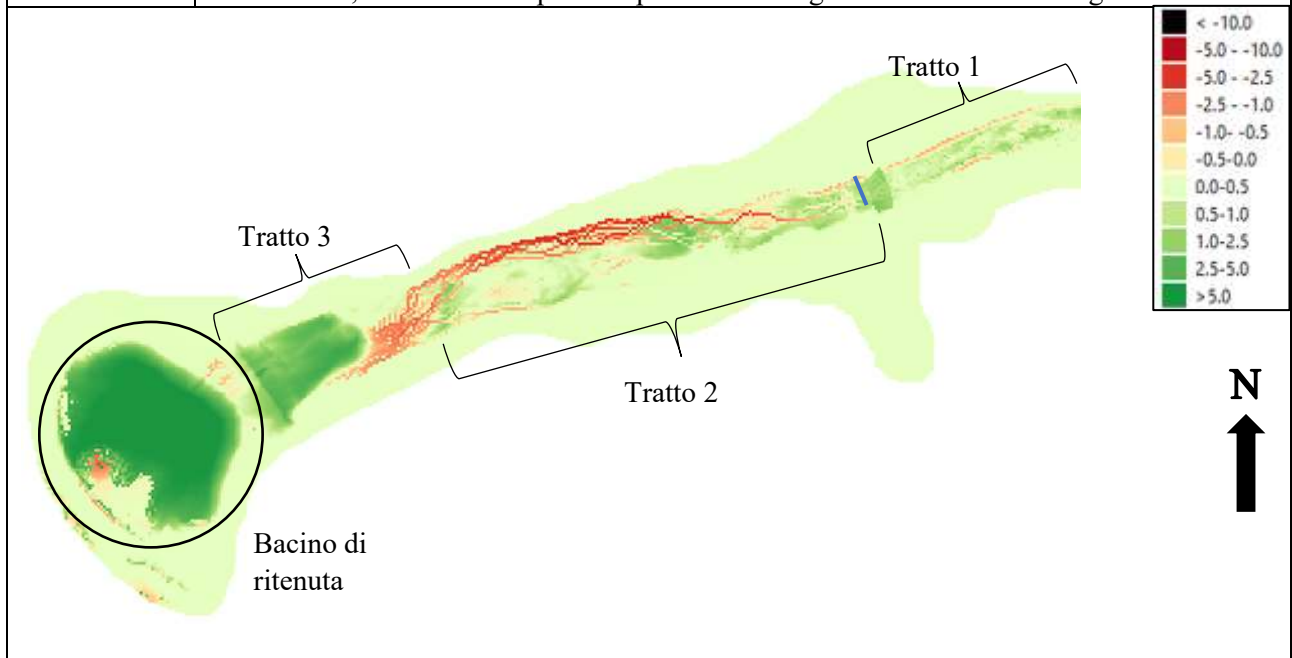 < -10.0
-5.0 - -10.0
-5.0 - -2.5
-2.5 - -1.0
-1.0- -0.5
-0.5-0.0
0.0-0.5
0.5-1.0
1.0-2.5
2.5-5.0
>5.0
Tratto 1
Tratto 3
Tratto 2
N
Bacino di
ritenuta